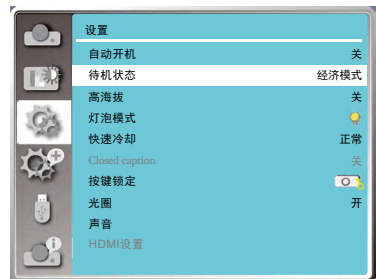 设置
自动开机 关
待机状态 经济模式
高海拔 关
灯泡模式
快速冷却 正常
Closed caption 关
按键锁定
光圈 开
声音
HDMI设置